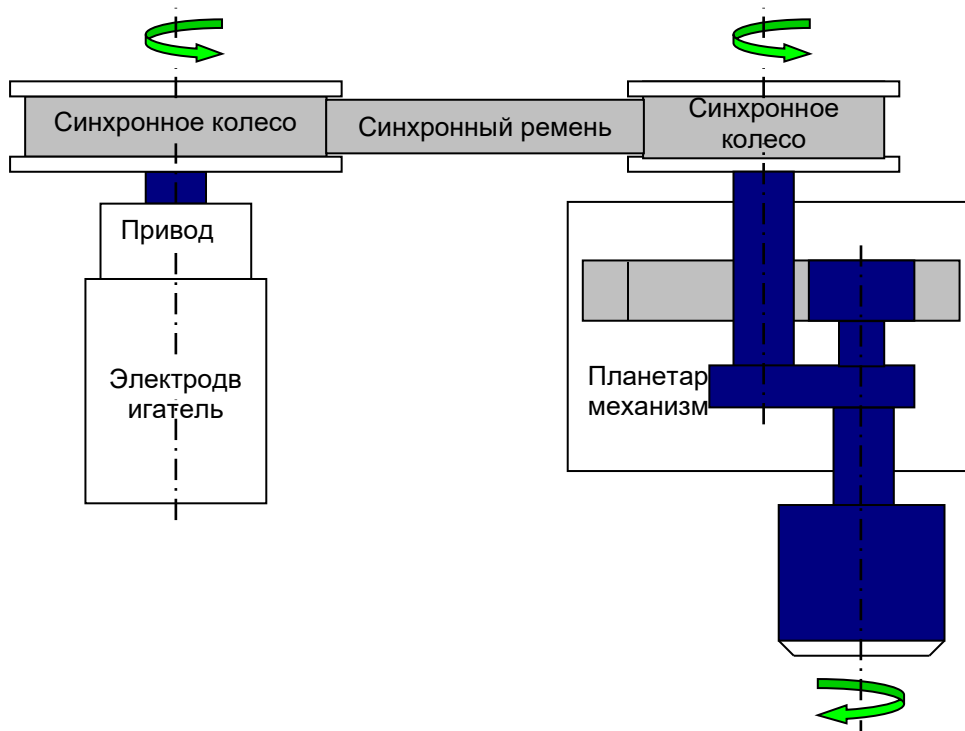 Синхронное колесо
Синхронный ремень
Синхронное
колесо
Привод
Электродв
игатель
Планетар
механизм